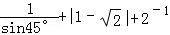 1/sin45° + |1 − √2| + 2⁻¹